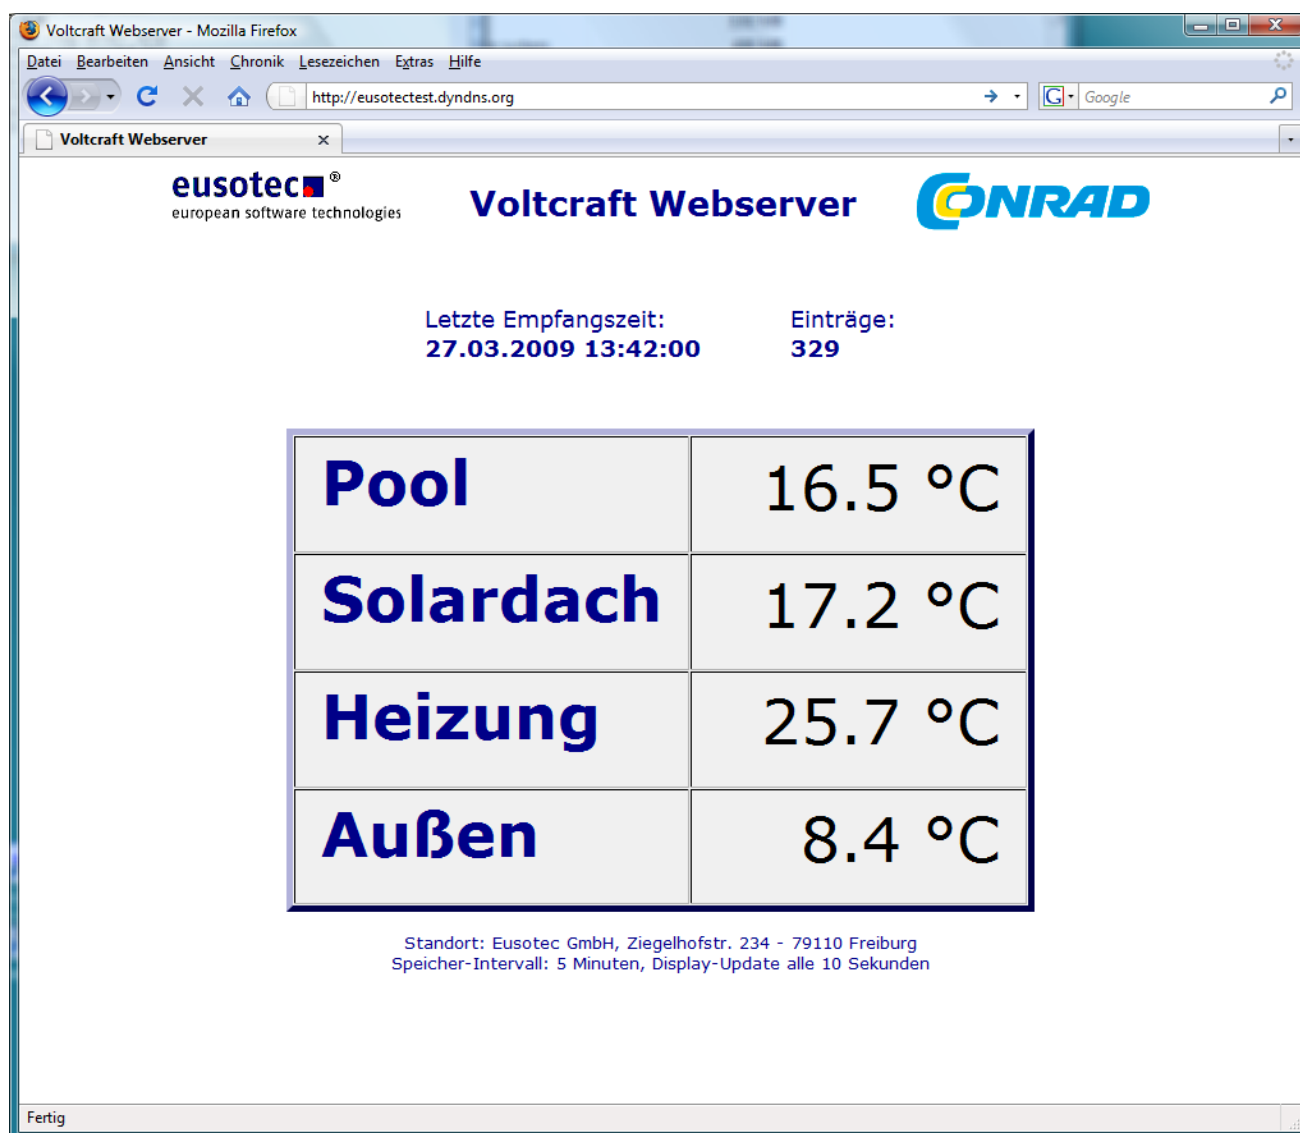 Voltcraft Webserver - Mozilla Firefox
Datei Bearbeiten Ansicht Chronik Lesezeichen Extras Hilfe
http://eusotectest.dyndns.org
G Google
Voltcraft Webserver x
eusotec ®
european software technologies
Voltcraft Webserver
CONRAD
Letzte Empfangszeit: Einträge:
27.03.2009 13:42:00 329
Pool 16.5 °C
Solardach 17.2 °C
Heizung 25.7 °C
Außen 8.4 °C
Standort: Eusotec GmbH, Ziegelhofstr. 234 - 79110 Freiburg
Speicher-Intervall: 5 Minuten, Display-Update alle 10 Sekunden
Fertig